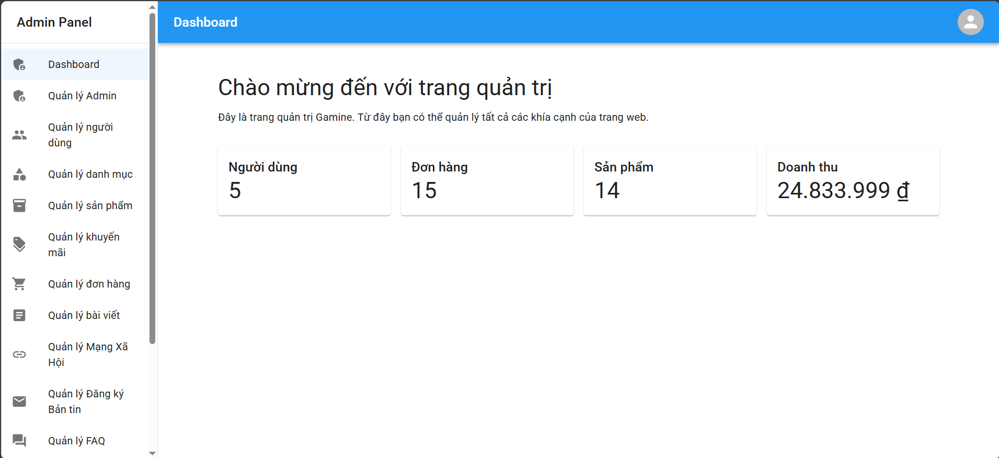 Admin Panel
Dashboard
Quản lý Admin
Quản lý người
dùng
Quản lý danh mục
Quản lý sản phẩm
Quản lý khuyến
mãi
Quản lý đơn hàng
Quản lý bài viết
Quản lý Mạng Xã
Hội
Quản lý Đăng ký
Bản tin
Quản lý FAQ
Dashboard
Chào mừng đến với trang quản trị
Đây là trang quản trị Gamine. Từ đây bạn có thể quản lý tất cả các khía cạnh của trang web.
Người dùng
5
Đơn hàng
15
Sản phẩm
14
Doanh thu
24.833.999 ₫